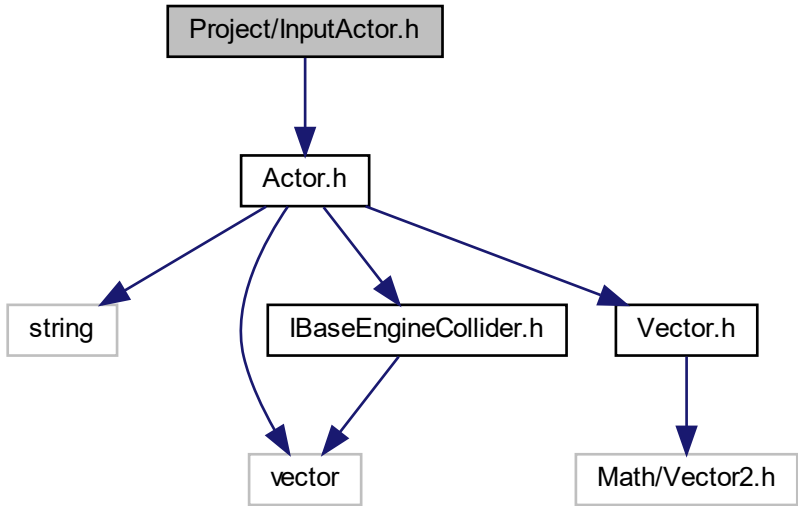 Project/InputActor.h
Actor.h
string
IBaseEngineCollider.h
Vector.h
vector
Math/Vector2.h